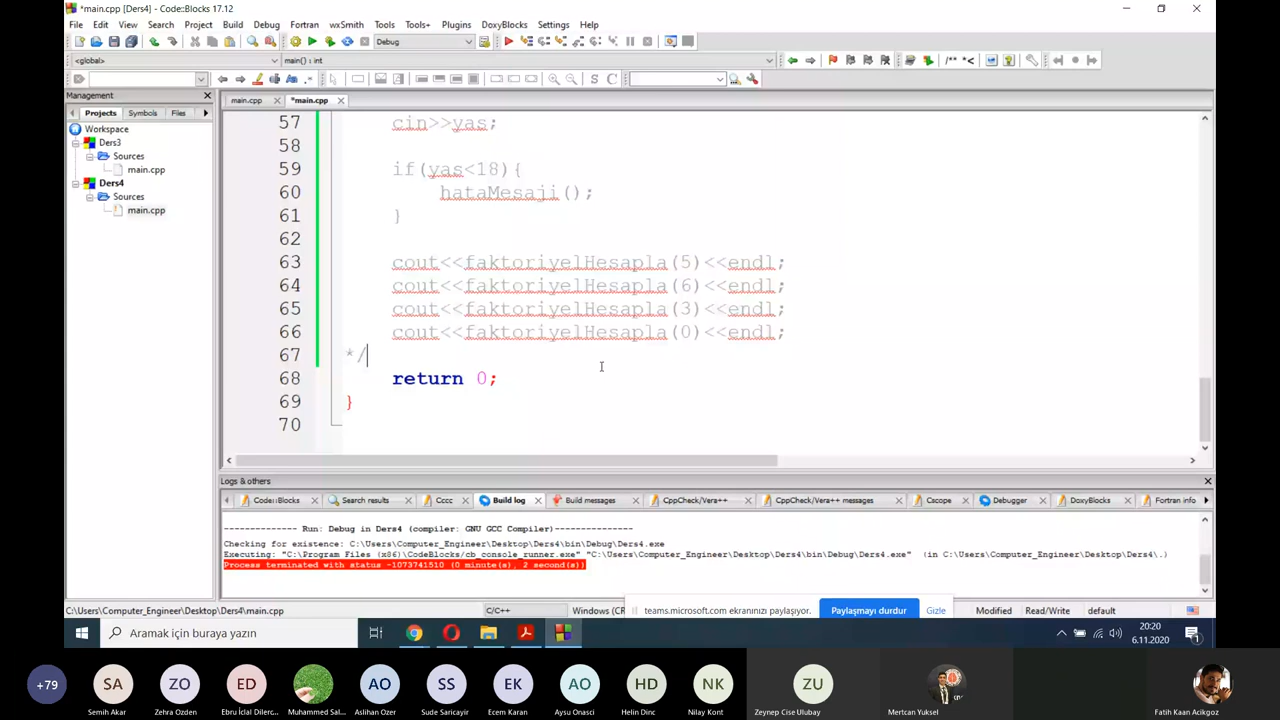 *main.cpp [Ders4] - Code::Blocks 17.12
File Edit View Search Project Build Debug Fortran wxSmith Tools Tools+ Plugins DoxyBlocks Settings Help
Debug
<global> main() : int
/** *<
S C
Management
main.cpp *main.cpp
Projects Symbols Files
Workspace
Ders3
Sources
main.cpp
Ders4
Sources
main.cpp
57 cin>>yas;
58
59 if(yas<18){
60 hataMesaji();
61 }
62
63 cout<<faktoriyelHesapla(5)<<endl;
64 cout<<faktoriyelHesapla(6)<<endl;
65 cout<<faktoriyelHesapla(3)<<endl;
66 cout<<faktoriyelHesapla(0)<<endl;
67 */
68 return 0;
69 }
70
Logs & others
Code::Blocks Search results Cccc Build log Build messages CppCheck/Vera++ CppCheck/Vera++ messages Cscope Debugger DoxyBlocks Fortran info
-------------- Run: Debug in Ders4 (compiler: GNU GCC Compiler)---------------
Checking for existence: C:\Users\Computer_Engineer\Desktop\Ders4\bin\Debug\Ders4.exe
Executing: "C:\Program Files (x86)\CodeBlocks/cb_console_runner.exe" "C:\Users\Computer_Engineer\Desktop\Ders4\bin\Debug\Ders4.exe" (in C:\Users\Computer_Engineer\Desktop\Ders4\.)
Process terminated with status -1073741510 (0 minute(s), 2 second(s))
C:\Users\Computer_Engineer\Desktop\Ders4\main.cpp C/C++ Windows (CR Modified Read/Write default
teams.microsoft.com ekranınızı paylaşıyor. Paylaşmayı durdur Gizle
Aramak için buraya yazın
20:20
6.11.2020
1
+79 SA ZO ED AO SS EK AO HD NK ZU
Semih Akar Zehra Ozden Ebru İclal Dilerc... Muhammed Sal... Aslihan Ozer Sude Saricayir Ecem Karan Aysu Onasci Helin Dinc Nilay Kont Zeynep Cise Ulubay Mertcan Yuksel Fatih Kaan Acikgoz